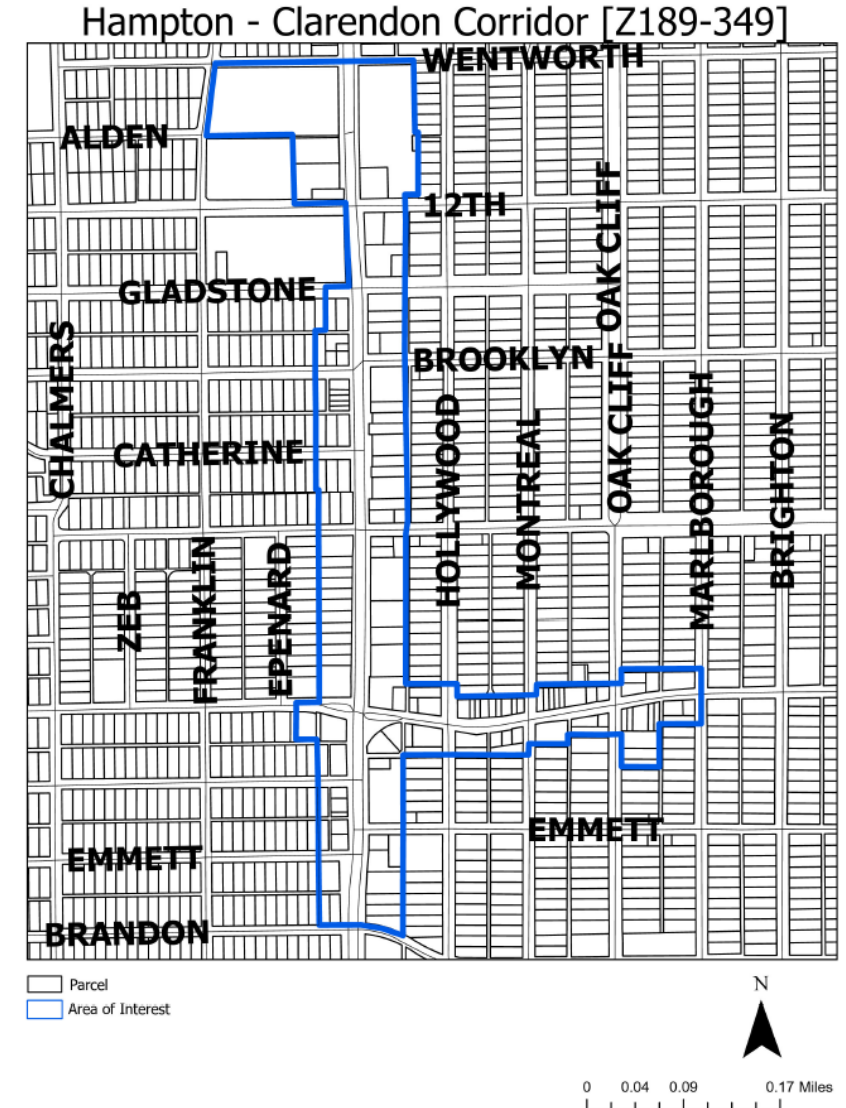 Hampton - Clarendon Corridor [Z189-349]
WENTWORTH
ALDEN
12TH
OAK CLIFF
GLADSTONE
CHALMERS
BROOKLYN
OAK CLIFF
MARLBOROUGH
HOLLYWOOD
MONTREAL
BRIGHTON
CATHERINE
ZEB
FRANKLIN
EPENARD
EMMETT
EMMETT
BRANDON
Parcel
Area of Interest
N
0 0.04 0.09 0.17 Miles